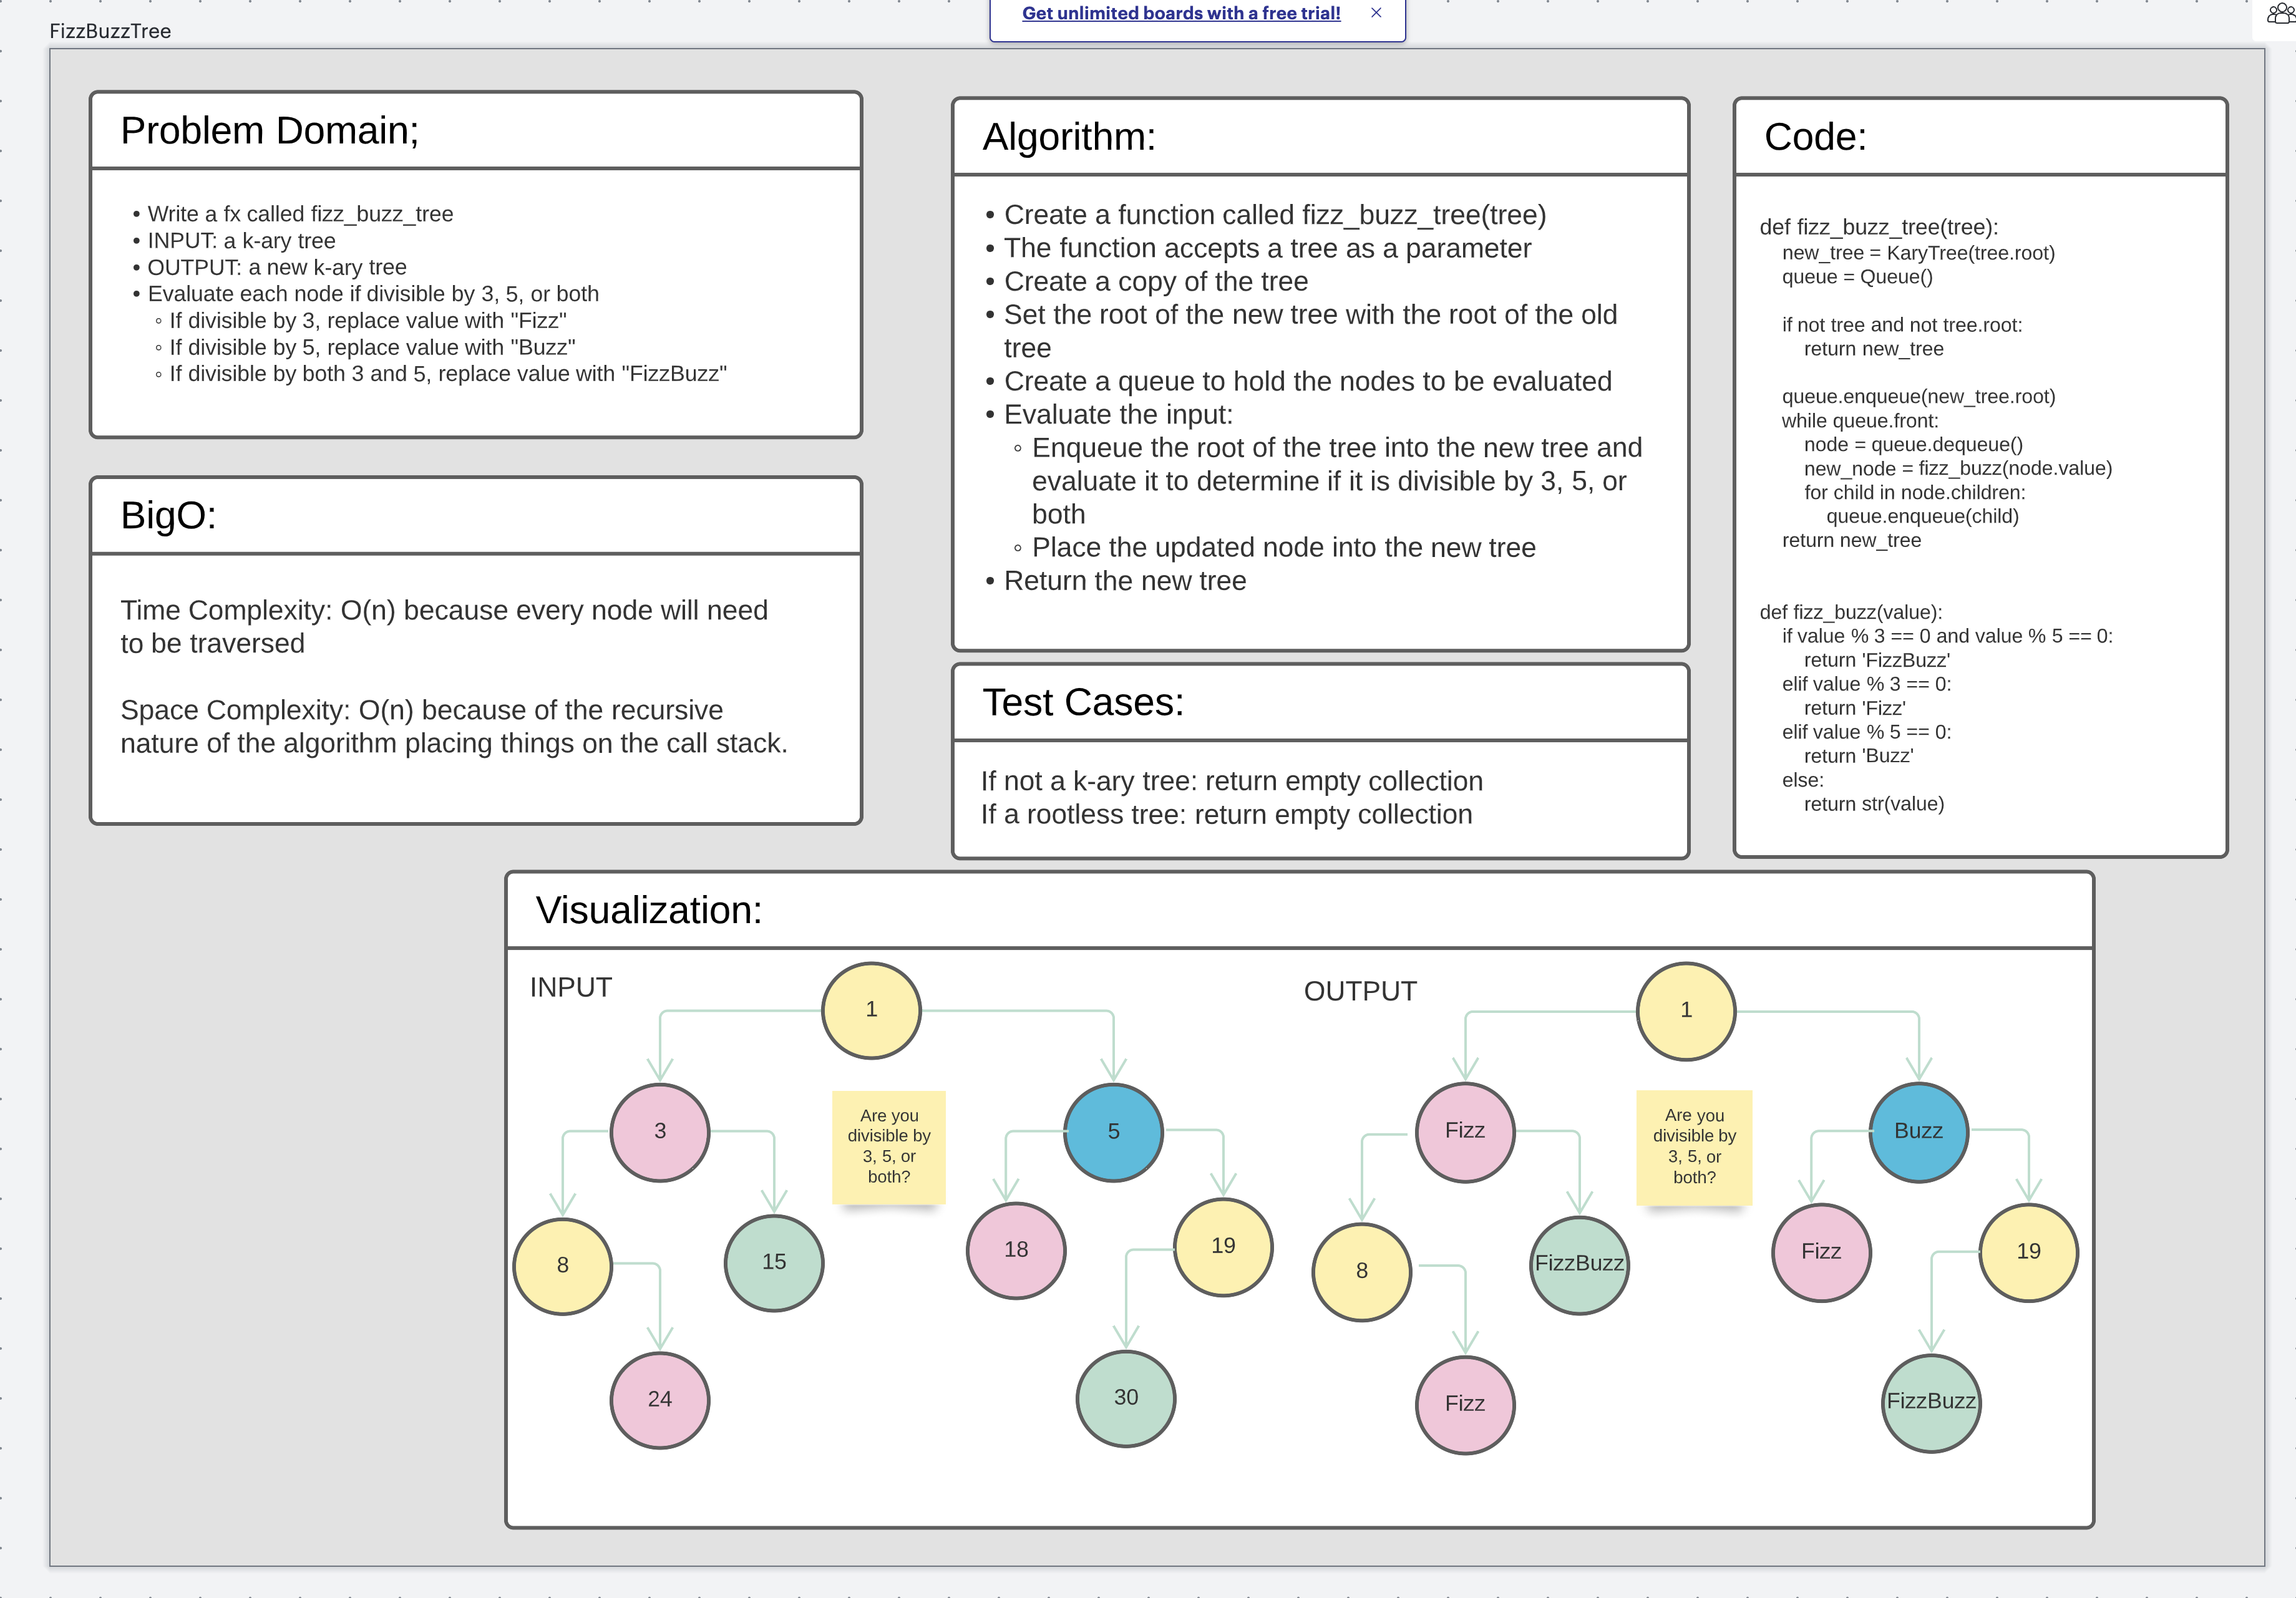 Get unlimited boards with a free trial!
FizzBuzzTree
Problem Domain;
• Write a fx called fizz_buzz_tree
• INPUT: a k-ary tree
• OUTPUT: a new k-ary tree
• Evaluate each node if divisible by 3, 5, or both
◦ If divisible by 3, replace value with "Fizz"
◦ If divisible by 5, replace value with "Buzz"
◦ If divisible by both 3 and 5, replace value with "FizzBuzz"
BigO:
Time Complexity: O(n) because every node will need
to be traversed
Space Complexity: O(n) because of the recursive
nature of the algorithm placing things on the call stack.
Algorithm:
• Create a function called fizz_buzz_tree(tree)
• The function accepts a tree as a parameter
• Create a copy of the tree
• Set the root of the new tree with the root of the old
tree
• Create a queue to hold the nodes to be evaluated
• Evaluate the input:
◦ Enqueue the root of the tree into the new tree and
evaluate it to determine if it is divisible by 3, 5, or
both
◦ Place the updated node into the new tree
• Return the new tree
Test Cases:
If not a k-ary tree: return empty collection
If a rootless tree: return empty collection
Code:
def fizz_buzz_tree(tree):
new_tree = KaryTree(tree.root)
queue = Queue()
if not tree and not tree.root:
return new_tree
queue.enqueue(new_tree.root)
while queue.front:
node = queue.dequeue()
new_node = fizz_buzz(node.value)
for child in node.children:
queue.enqueue(child)
return new_tree
def fizz_buzz(value):
if value % 3 == 0 and value % 5 == 0:
return 'FizzBuzz'
elif value % 3 == 0:
return 'Fizz'
elif value % 5 == 0:
return 'Buzz'
else:
return str(value)
Visualization:
INPUT
1
3
5
Are you
divisible by
3, 5, or
both?
8
15
18
19
24
30
OUTPUT
1
Fizz
Buzz
Are you
divisible by
3, 5, or
both?
8
FizzBuzz
Fizz
19
Fizz
FizzBuzz